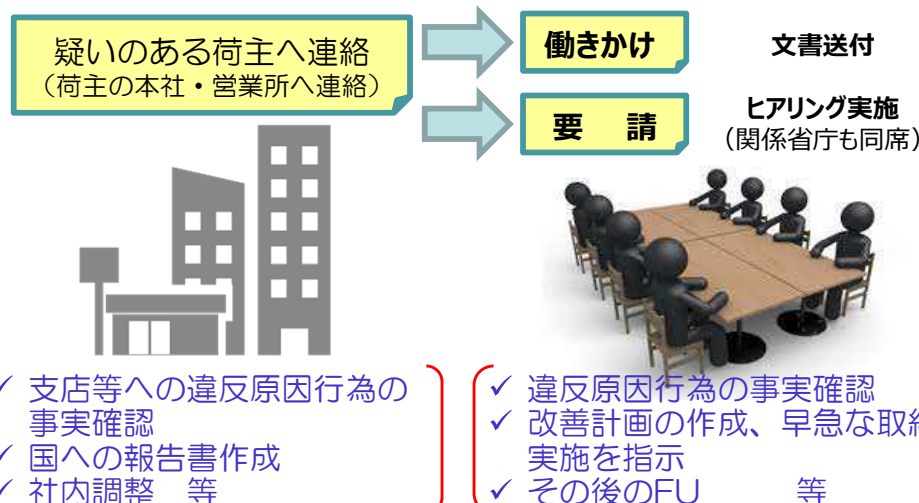 疑いのある荷主へ連絡
（荷主の本社・営業所へ連絡）
働きかけ
文書送付
要　請
ヒアリング実施
（関係省庁も同席）
✓ 支店等への違反原因行為の
事実確認
✓ 国への報告書作成
✓ 社内調整　等
✓ 違反原因行為の事実確認
✓ 改善計画の作成、早急な取組
実施を指示
✓ その後のFU　　等